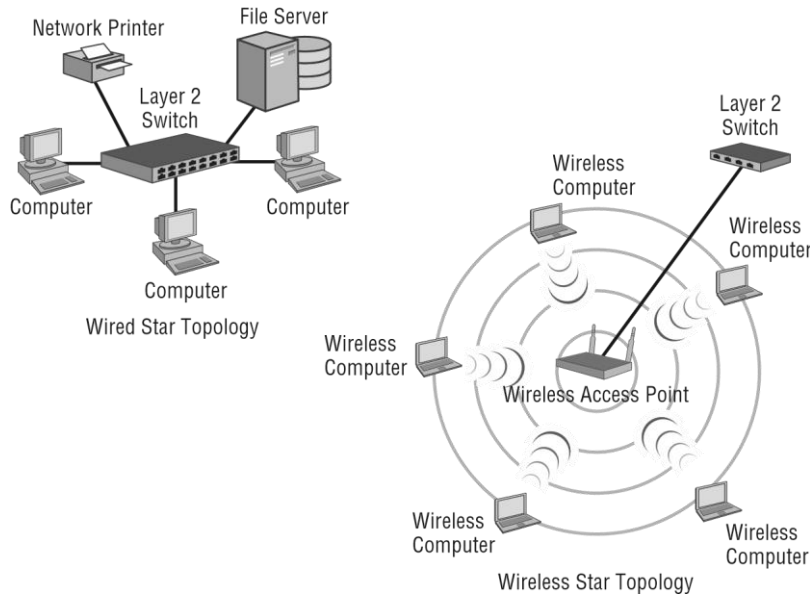 Network Printer
File Server
Layer 2
Switch
Computer
Computer
Computer
Wired Star Topology
Layer 2
Switch
Wireless
Computer
Wireless
Computer
Wireless
Computer
Wireless Access Point
Wireless
Computer
Wireless
Computer
Wireless Star Topology